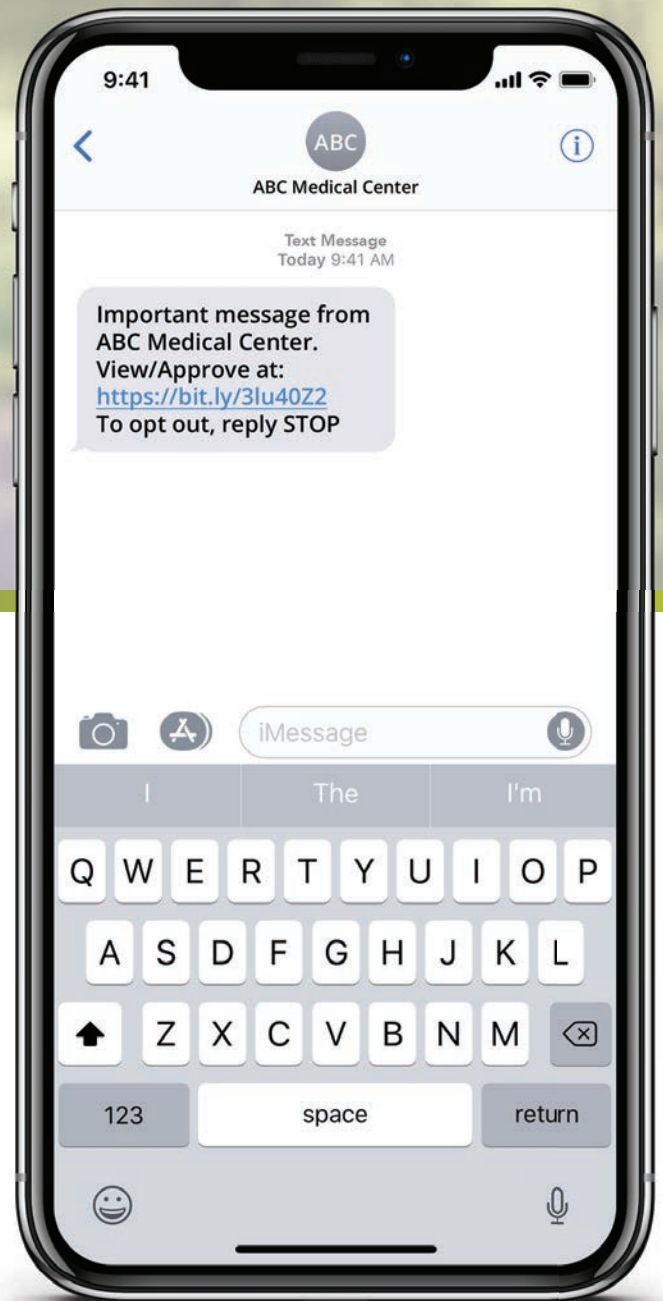 9:41
ABC
ABC Medical Center
Text Message
Today 9:41 AM
Important message from
ABC Medical Center.
View/Approve at:
https://bit.ly/3lu40Z2
To opt out, reply STOP
iMessage
I The I'm
Q W E R T Y U I O P
A S D F G H J K L
Z X C V B N M
123 space return